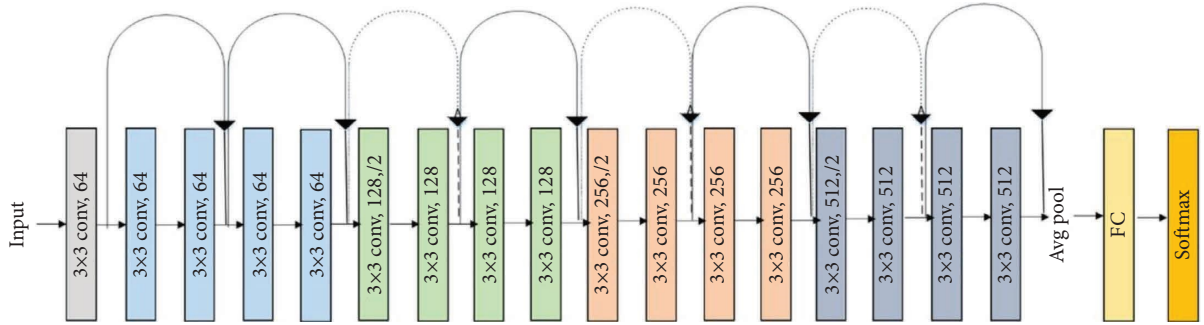 Input
3×3 conv, 64
3×3 conv, 64
3×3 conv, 64
3×3 conv, 64
3×3 conv, 64
3×3 conv, 128,/2
3×3 conv, 128
3×3 conv, 128
3×3 conv, 128
3×3 conv, 256,/2
3×3 conv, 256
3×3 conv, 256
3×3 conv, 256
3×3 conv, 512,/2
3×3 conv, 512
3×3 conv, 512
3×3 conv, 512
Avg pool
FC
Softmax